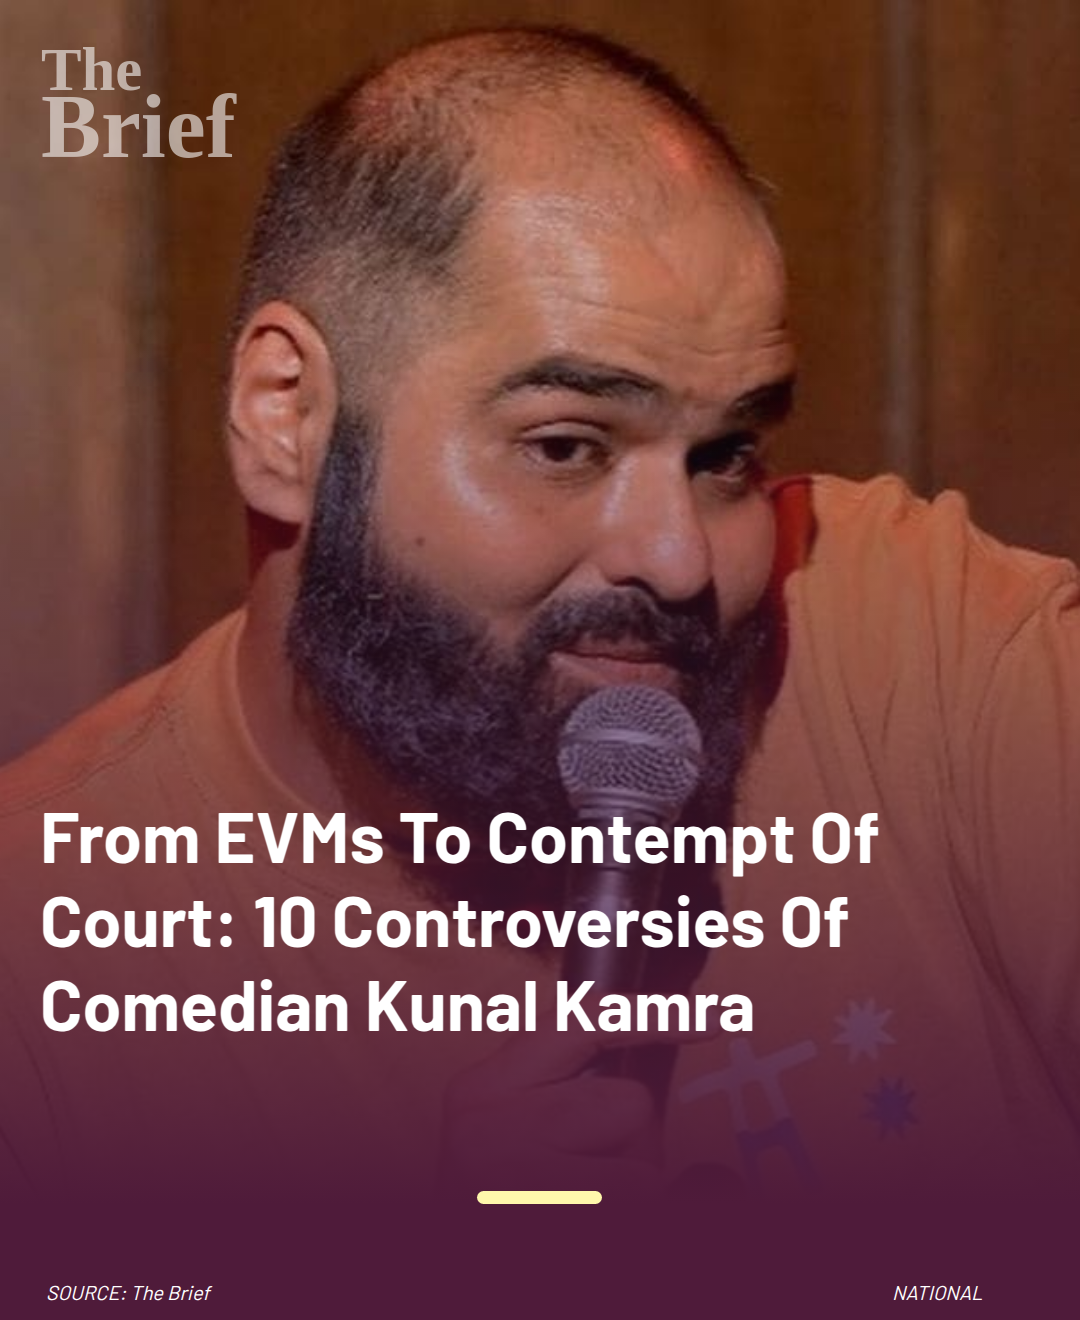 The
Brief
From EVMs To Contempt Of
Court: 10 Controversies Of
Comedian Kunal Kamra
SOURCE: The Brief
NATIONAL